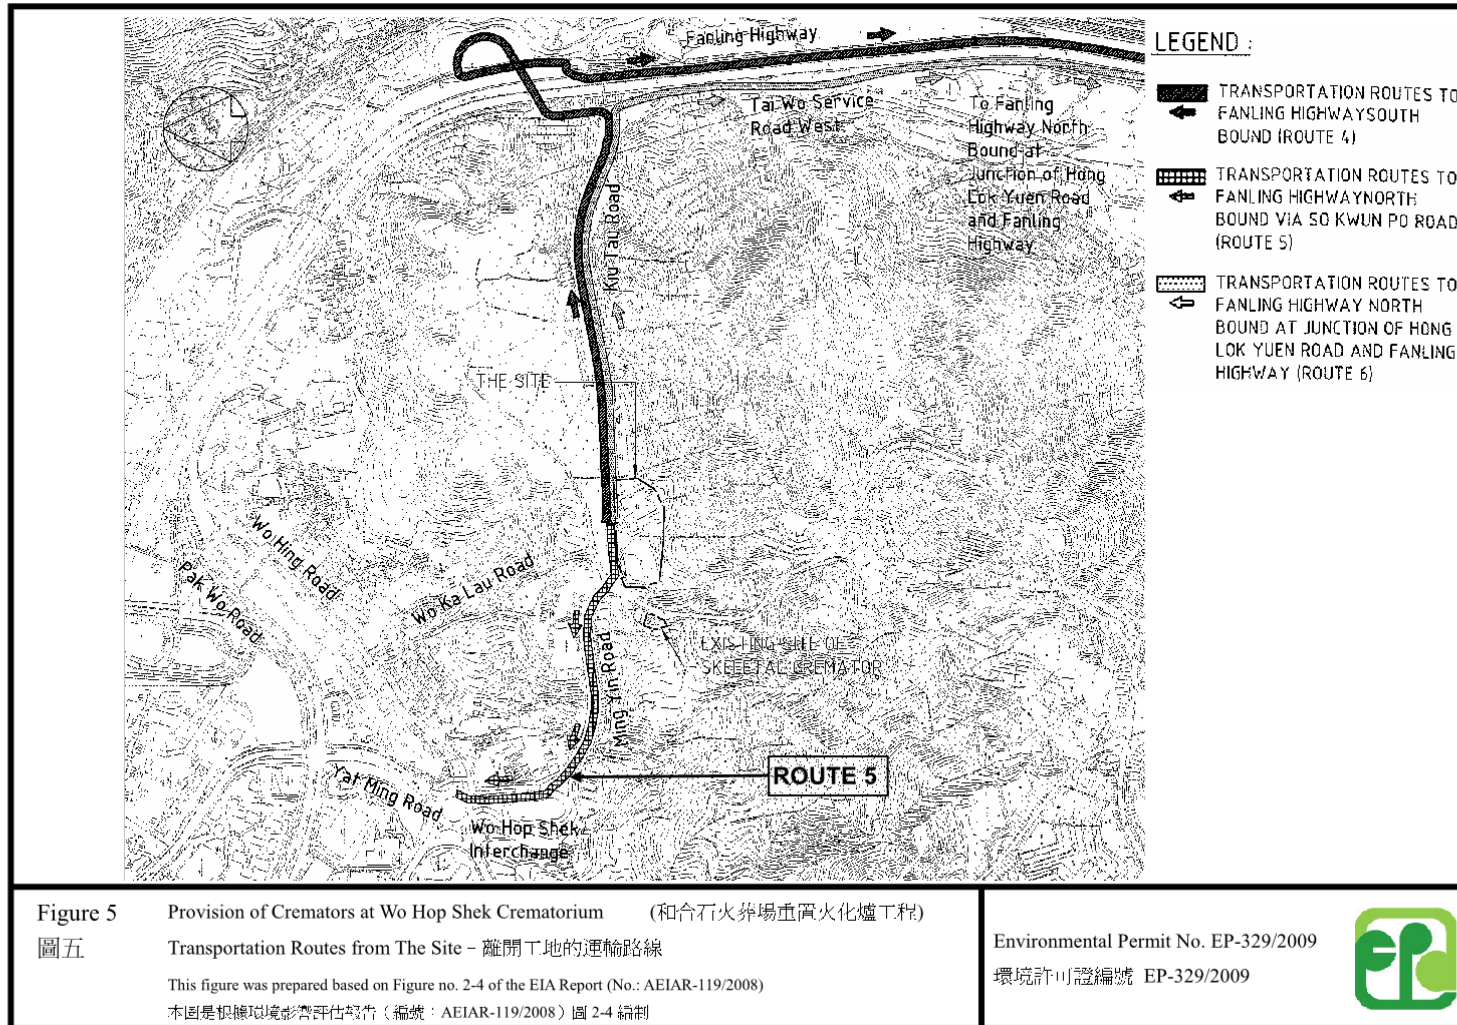 Fanling Highway
Tai Wo Service
Road West
To Fanling
Highway North
Bound at
Junction of Hong
Lok Yuen Road
and Fanling
Highway
Kiu Tau Road
THE SITE
Wo Hing Road
Pak Wo Road
Wo Ka Lau Road
EXISTING SITE OF
SKELETAL CREMATOR
Ming Yin Road
ROUTE 5
Yat Ming Road
Wo Hop Shek
Interchange
LEGEND :
TRANSPORTATION ROUTES TO
FANLING HIGHWAYSOUTH
BOUND (ROUTE 4)
TRANSPORTATION ROUTES TO
FANLING HIGHWAYNORTH
BOUND VIA SO KWUN PO ROAD
(ROUTE 5)
TRANSPORTATION ROUTES TO
FANLING HIGHWAY NORTH
BOUND AT JUNCTION OF HONG
LOK YUEN ROAD AND FANLING
HIGHWAY (ROUTE 6)
Figure 5 Provision of Cremators at Wo Hop Shek Crematorium (和合石火葬場重置火化爐工程)
圖五 Transportation Routes from The Site – 離開工地的運輸路線
This figure was prepared based on Figure no. 2-4 of the EIA Report (No.: AEIAR-119/2008)
本圖是根據環境影響評估報告（編號：AEIAR-119/2008）圖 2-4 編制
Environmental Permit No. EP-329/2009
環境許可證編號 EP-329/2009